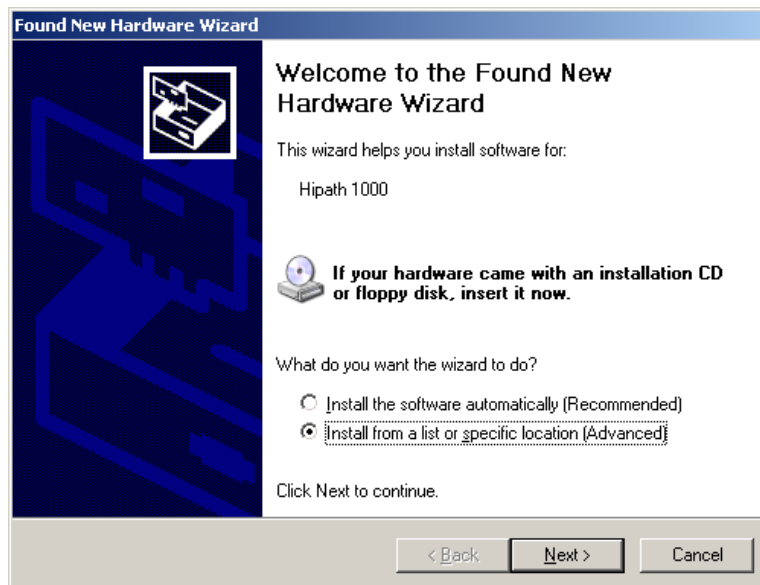 Found New Hardware Wizard
Welcome to the Found New
Hardware Wizard
This wizard helps you install software for:
Hipath 1000
If your hardware came with an installation CD
or floppy disk, insert it now.
What do you want the wizard to do?
Install the software automatically (Recommended)
Install from a list or specific location (Advanced)
Click Next to continue.
< Back Next > Cancel